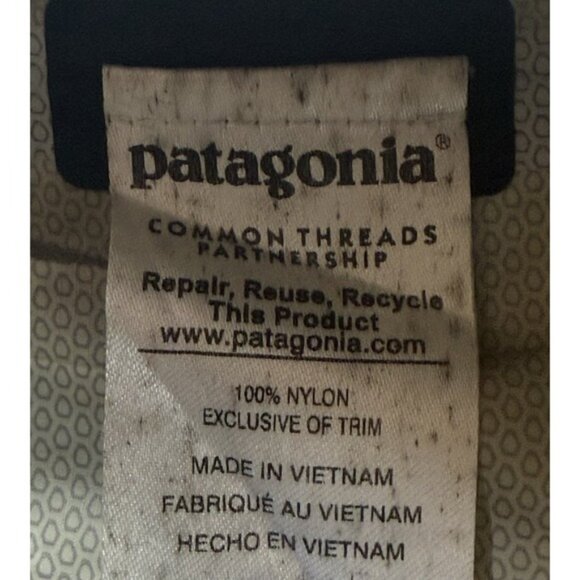 patagonia®
COMMON THREADS
PARTNERSHIP
Repair, Reuse, Recycle
This Product
www.patagonia.com
100% NYLON
EXCLUSIVE OF TRIM
MADE IN VIETNAM
FABRIQUÉ AU VIETNAM
HECHO EN VIETNAM